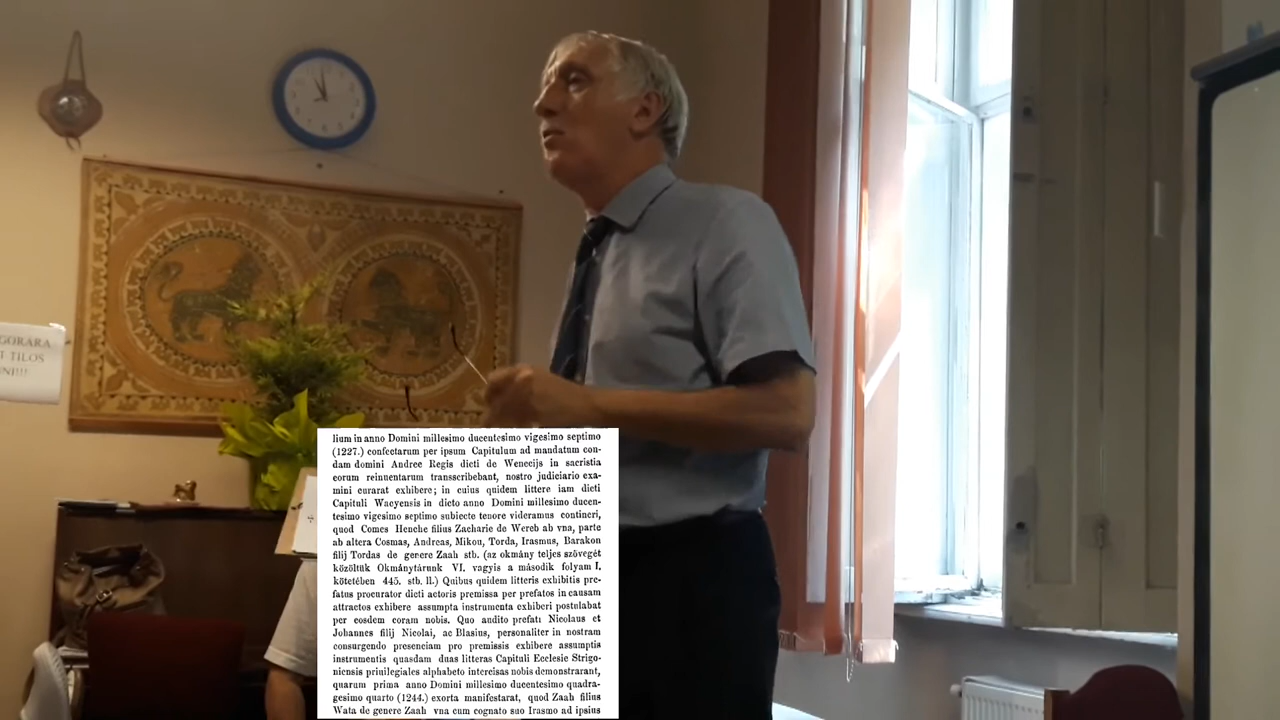 GORÁRA
T TILOS
NI!!!
lium in anno Domini millesimo ducentesimo vigesimo septimo
(1227.) confectarum per ipsum Capitulum ad mandatum con-
dam domini Andree Regis dicti de Wenecijs in sacristia
eorum reinuentarum transscribebant, nostro judiciario exa-
mini curarat exhibere; in cuius quidem littere iam dicti
Capituli Wacyensis in dicto anno Domini millesimo ducen-
tesimo vigesimo septimo subiecte tenore videramus contineri,
quod Comes Henche filius Zacharie de Wereb ab vna, parte
ab altera Cosmas, Andreas, Mikou, Torda, Irasmus, Barakon
filij Tordas de genere Zaah stb. (az okmány teljes szövegét
közöltük Okmánytárunk VI. vagyis a második folyam I.
kötetében 445. stb. ll.) Quibus quidem litteris exhibitis pre-
fatus procurator dicti actoris premissa per prefatos in causam
attractos exhibere assumpta instrumenta exhiberi postulabat
per eosdem coram nobis. Quo audito prefati Nicolaus et
Johannes filij Nicolai, ac Blasius, personaliter in nostram
consurgendo presenciam pro premissis exhibere assumptis
instrumentis quasdam duas litteras Capituli Ecclesie Strigo-
niensis priuilegiales alphabeto intercisas nobis demonstrarant,
quarum prima anno Domini millesimo ducentesimo quadra-
gesimo quarto (1244.) exorta manifestarat, quod Zaah filius
Wata de genere Zaah vna cum cognato suo Irasmo ad ipsius